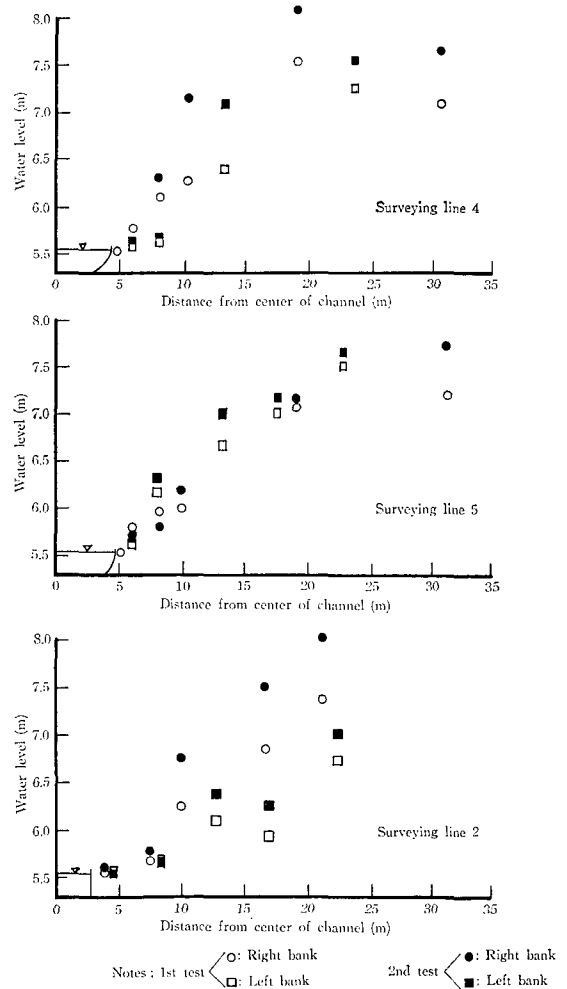 8.0
7.5
7.0
6.5
6.0
5.5
Water level (m)
Surveying line 4
0 5 10 15 20 25 30 35
Distance from center of channel (m)
8.0
7.5
7.0
6.5
6.0
5.5
Water level (m)
Surveying line 5
0 5 10 15 20 25 30 35
Distance from center of channel (m)
8.0
7.5
7.0
6.5
6.0
5.5
Water level (m)
Surveying line 2
0 5 10 15 20 25 30 35
Distance from center of channel (m)
Notes ; 1st test
: Right bank
: Left bank
2nd test
: Right bank
: Left bank